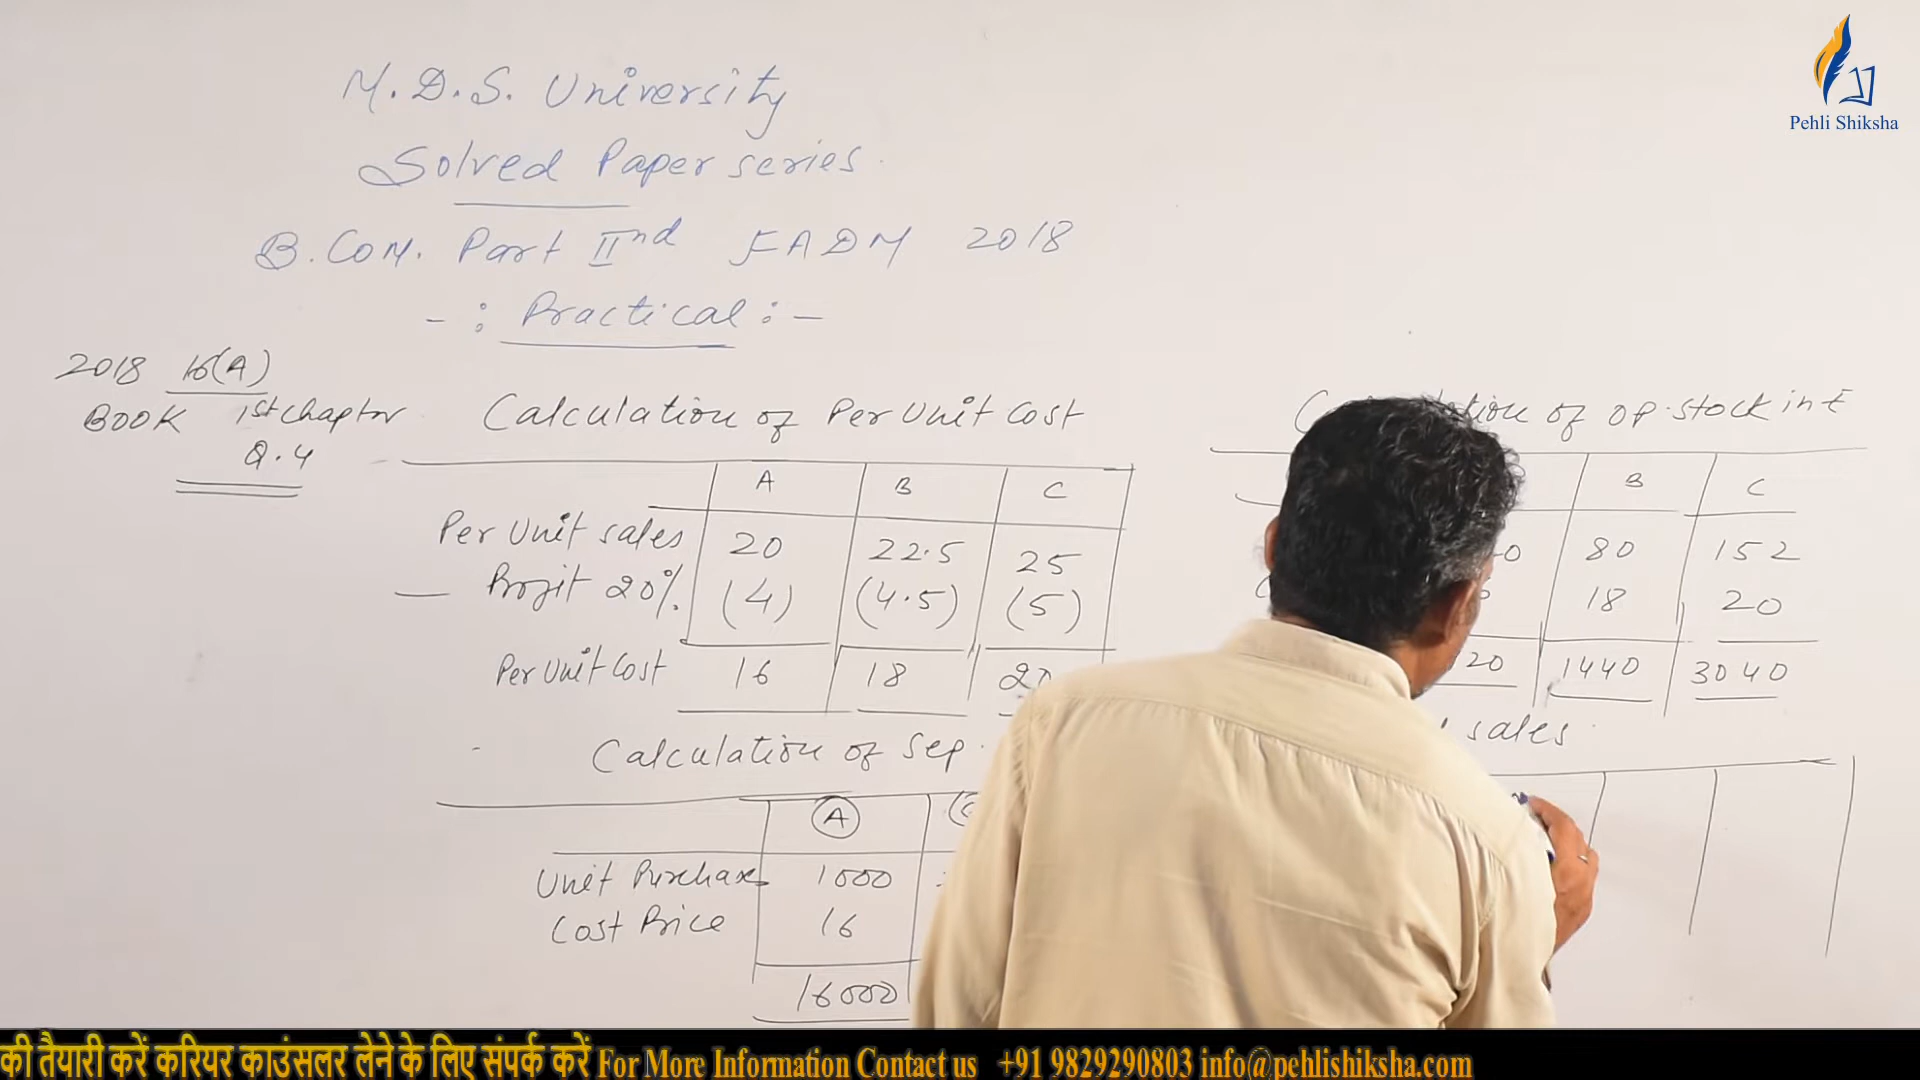 Pehli Shiksha
M.D.S. University
Solved Paper series
B.COM. Part IInd FADM 2018
-: Practical :-
2018 16(A)
BOOK 1st chapter
Q.4
Calculation of Per Unit Cost
A B C
Per Unit sales 20 22.5 25
— Profit 20% (4) (4.5) (5)
Per Unit Cost 16 18 20
of OP. stock in ₹
B C
80 152
18 20
20 1440 3040
Calculation of Sep.
A
Unit Purchase 1000
Cost Price 16
16000
sales
की तैयारी करें करियर काउंसलर लेने के लिए संपर्क करें For More Information Contact us +91 9829290803 info@pehlishiksha.com